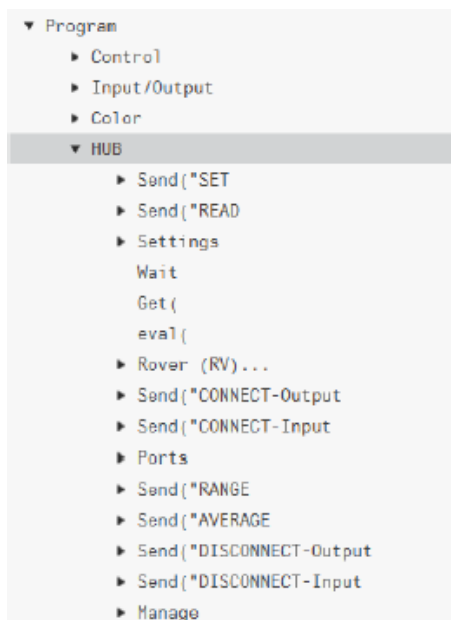 Program
Control
Input/Output
Color
HUB
Send("SET
Send("READ
Settings
Wait
Get(
eval(
Rover (RV)...
Send("CONNECT-Output
Send("CONNECT-Input
Ports
Send("RANGE
Send("AVERAGE
Send("DISCONNECT-Output
Send("DISCONNECT-Input
Manage